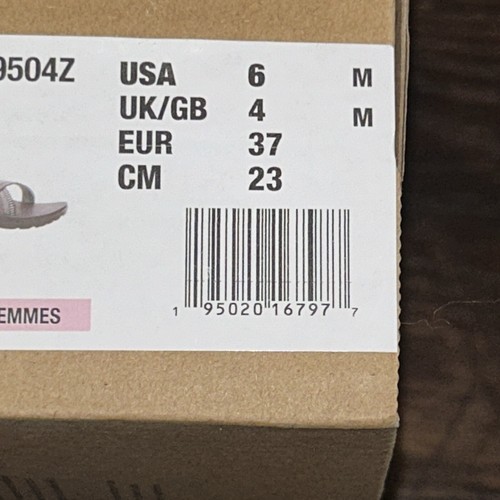 9504Z
USA 6 M
UK/GB 4 M
EUR 37
CM 23
EMMES
1 95020 16797 7